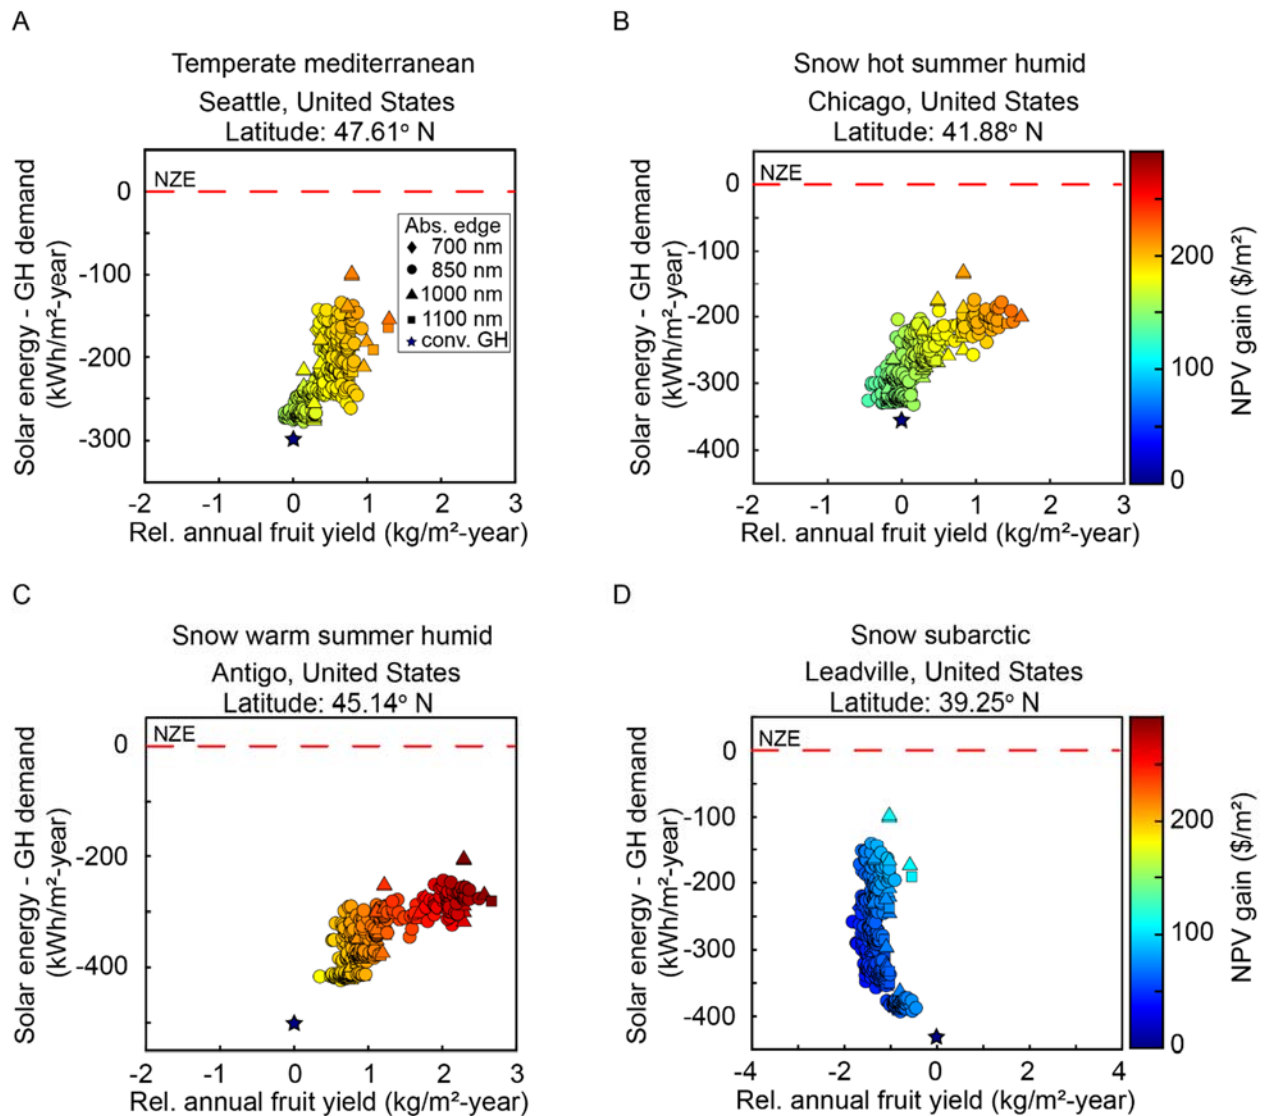 A
Temperate mediterranean
Seattle, United States
Latitude: 47.61o N
Solar energy - GH demand
(kWh/m²-year)
0
-100
-200
-300
NZE
Abs. edge
700 nm
850 nm
1000 nm
1100 nm
conv. GH
-2 -1 0 1 2 3
Rel. annual fruit yield (kg/m²-year)
B
Snow hot summer humid
Chicago, United States
Latitude: 41.88o N
Solar energy - GH demand
(kWh/m²-year)
0
-100
-200
-300
-400
NZE
-2 -1 0 1 2 3
Rel. annual fruit yield (kg/m²-year)
200
100
0
NPV gain ($/m²)
C
Snow warm summer humid
Antigo, United States
Latitude: 45.14o N
Solar energy - GH demand
(kWh/m²-year)
0
-200
-400
NZE
-2 -1 0 1 2 3
Rel. annual fruit yield (kg/m²-year)
D
Snow subarctic
Leadville, United States
Latitude: 39.25o N
Solar energy - GH demand
(kWh/m²-year)
0
-100
-200
-300
-400
NZE
-4 -2 0 2 4
Rel. annual fruit yield (kg/m²-year)
200
100
0
NPV gain ($/m²)